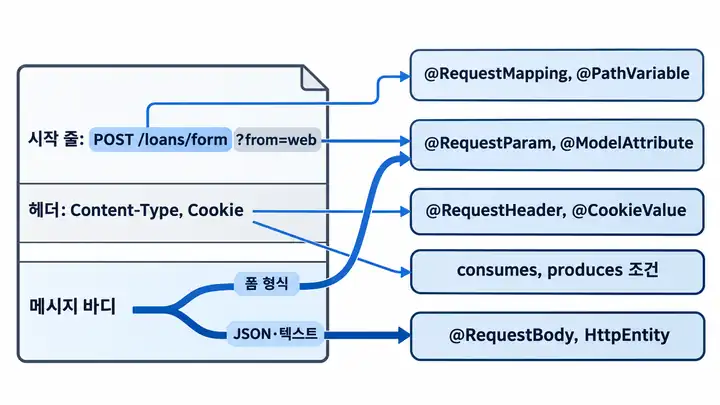 시작 줄: POST /loans/form ?from=web
헤더: Content-Type, Cookie
메시지 바디
폼 형식
JSON·텍스트
@RequestMapping, @PathVariable
@RequestParam, @ModelAttribute
@RequestHeader, @CookieValue
consumes, produces 조건
@RequestBody, HttpEntity